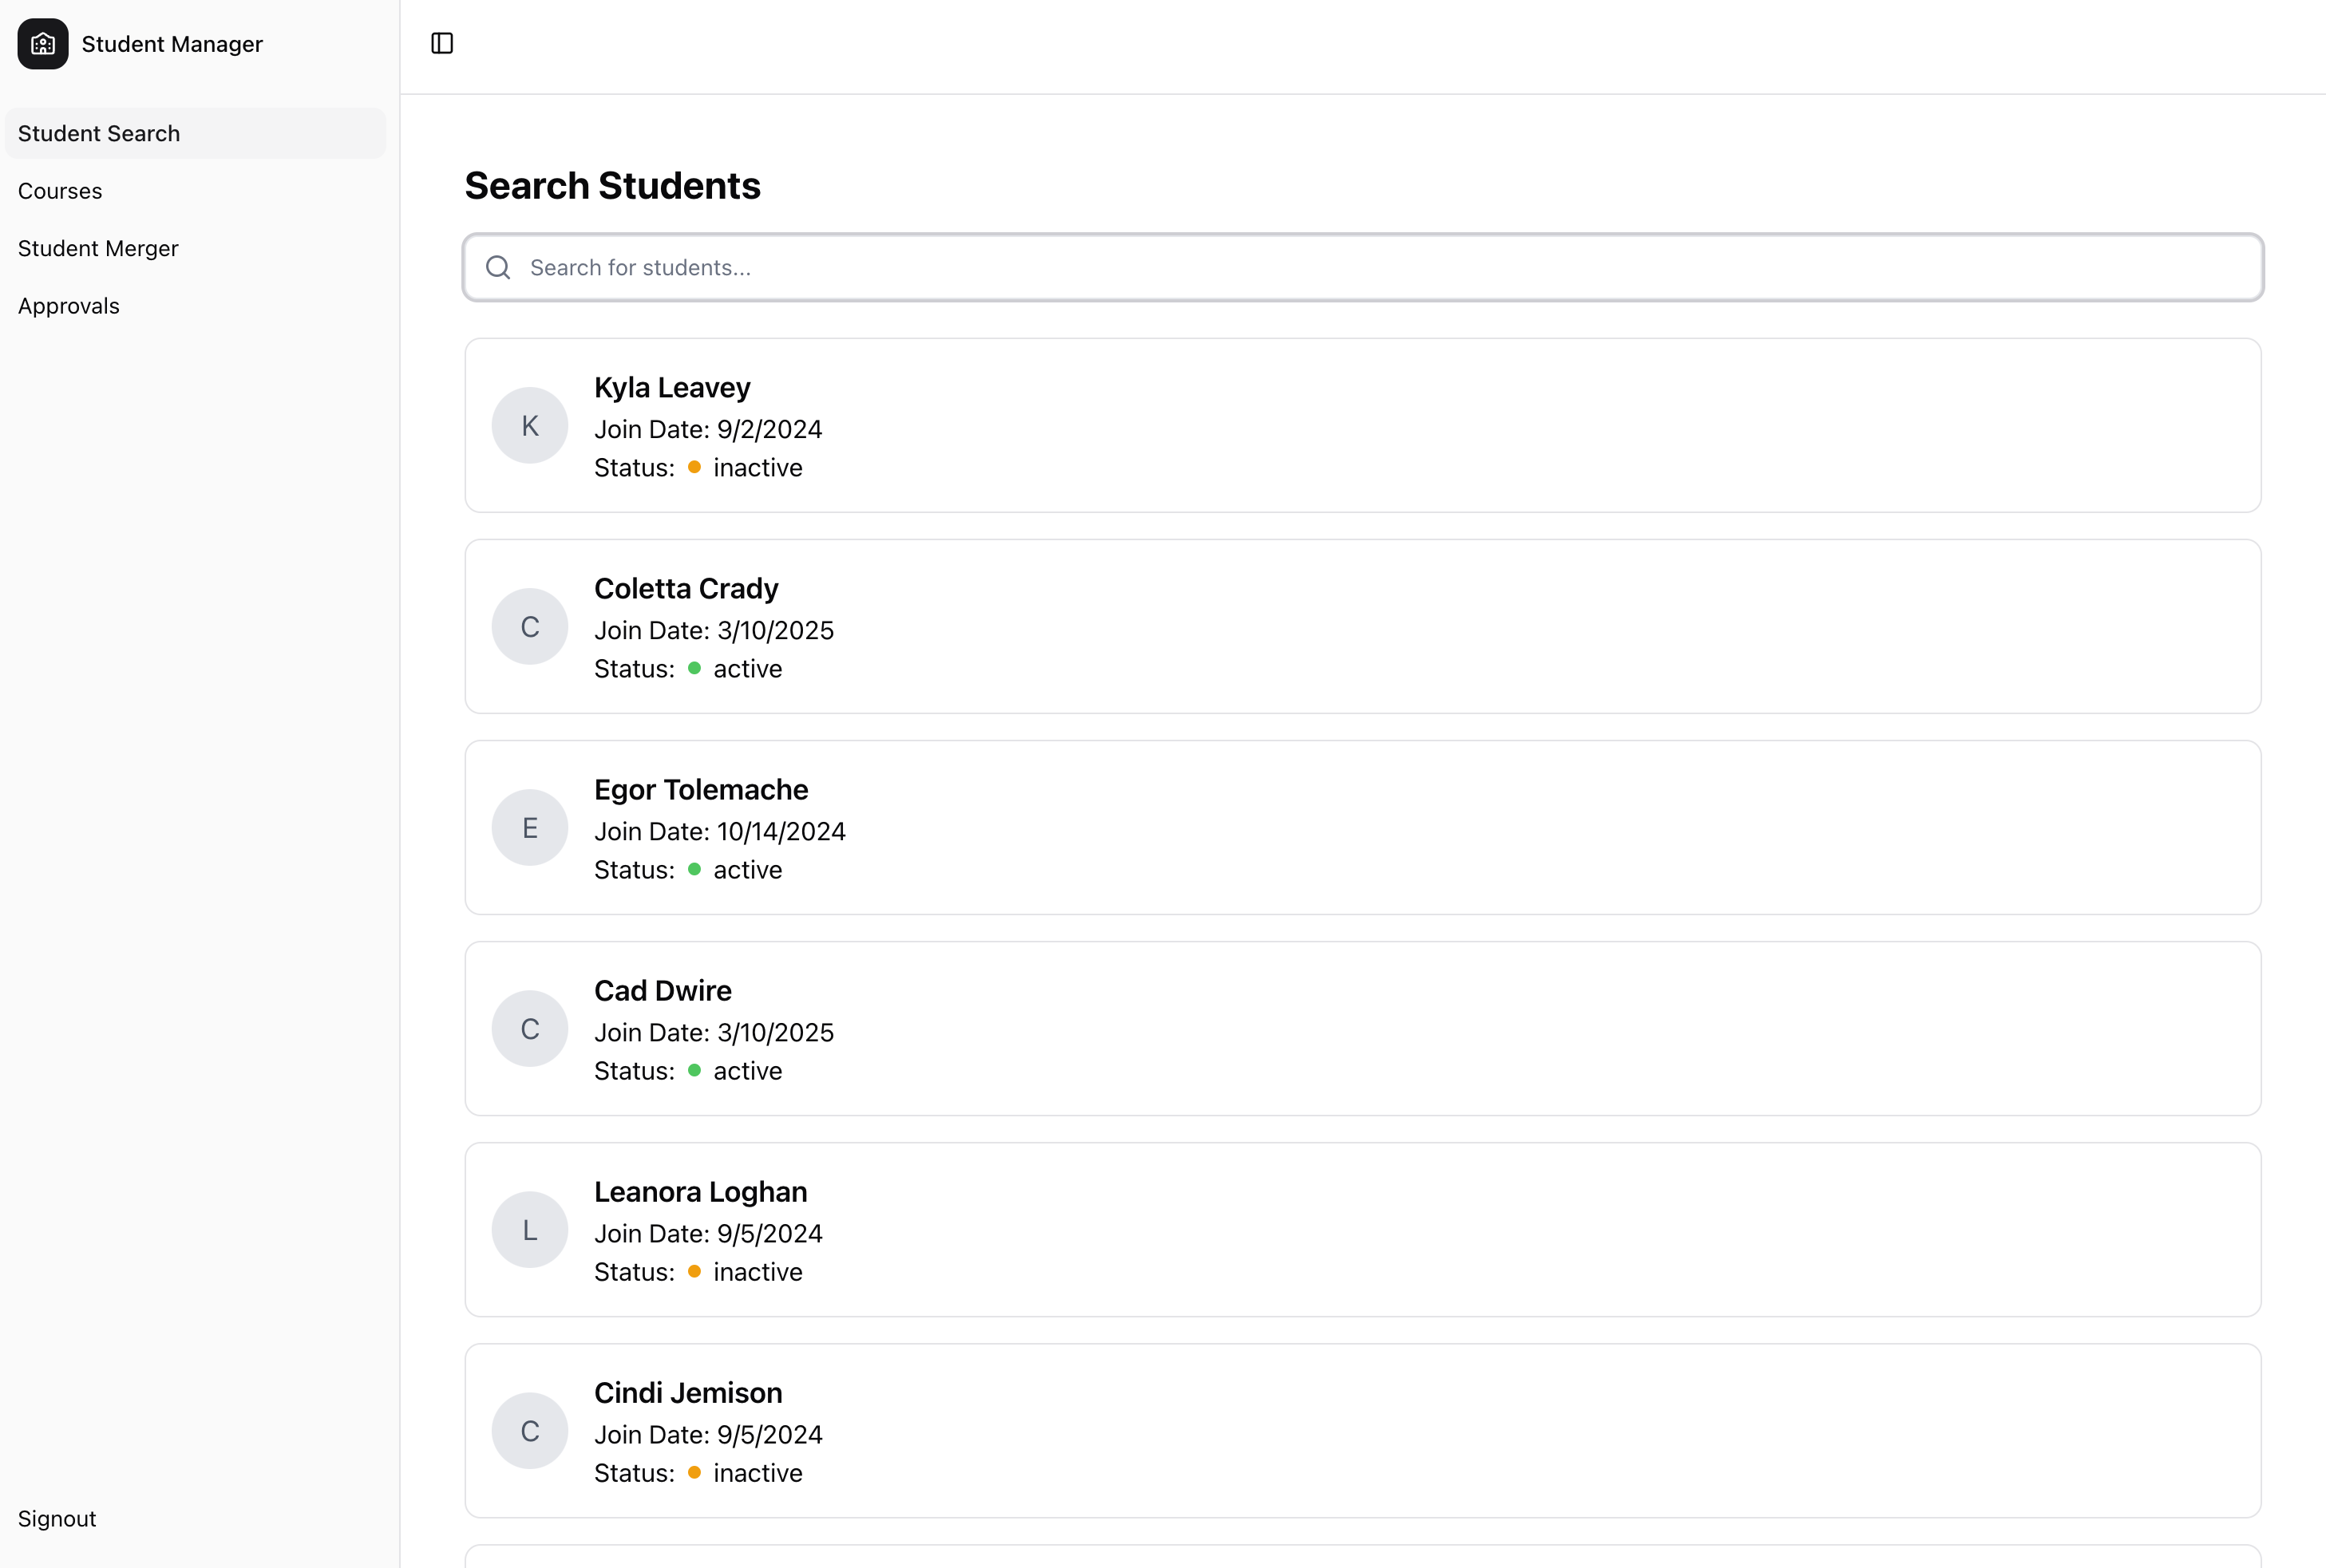 Student Manager
Student Search
Courses
Student Merger
Approvals
Signout
Search Students
Search for students...
K
Kyla Leavey
Join Date: 9/2/2024
Status: inactive
C
Coletta Crady
Join Date: 3/10/2025
Status: active
E
Egor Tolemache
Join Date: 10/14/2024
Status: active
C
Cad Dwire
Join Date: 3/10/2025
Status: active
L
Leanora Loghan
Join Date: 9/5/2024
Status: inactive
C
Cindi Jemison
Join Date: 9/5/2024
Status: inactive